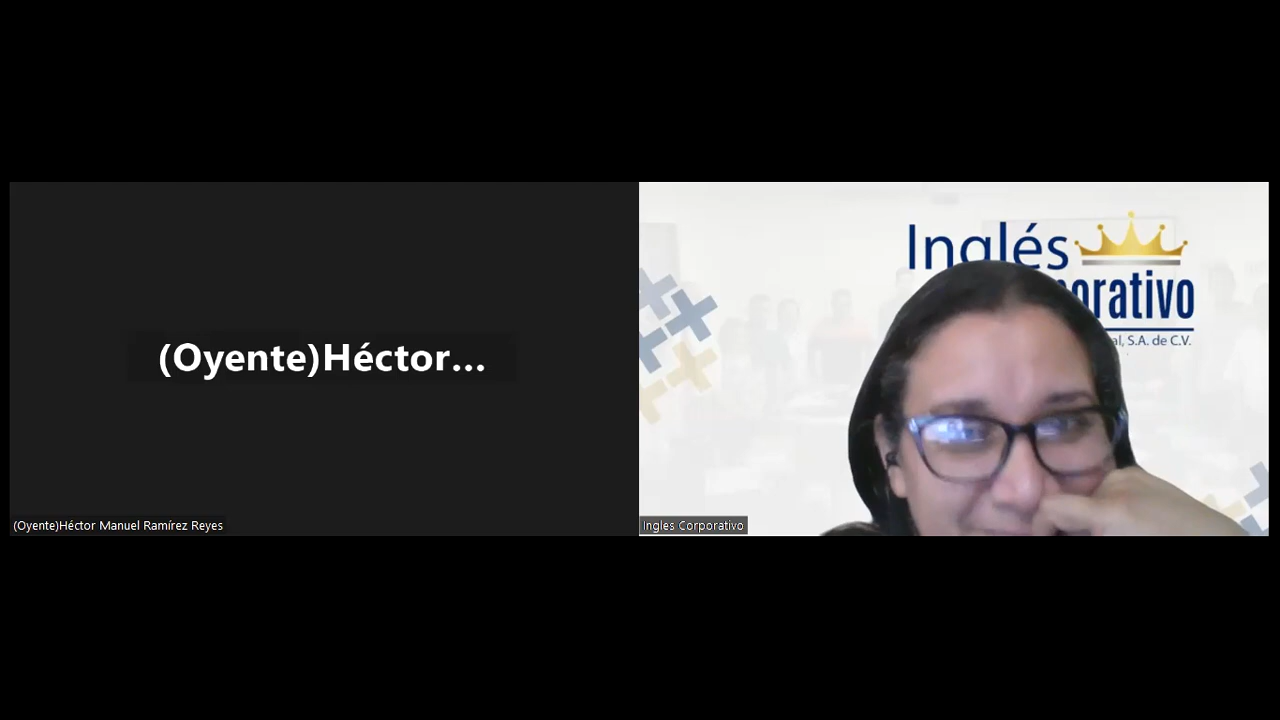 (Oyente)Héctor...
(Oyente)Héctor Manuel Ramírez Reyes
Inglés
orativo
al, S.A. de C.V.
Ingles Corporativo